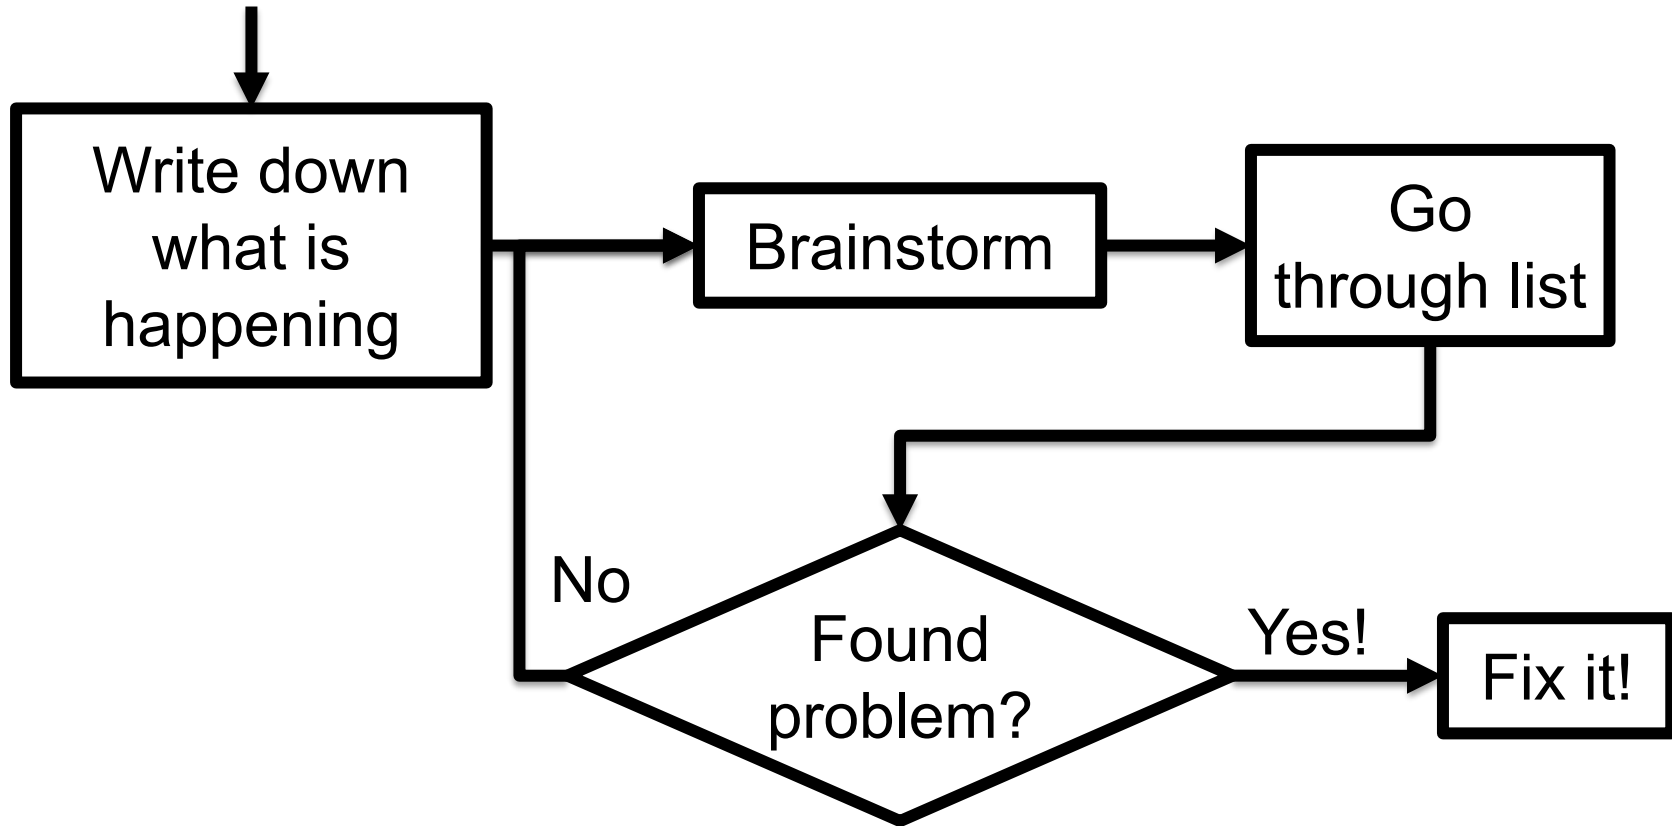 Write down
what is
happening
Brainstorm
Go
through list
No
Found
problem?
Yes!
Fix it!